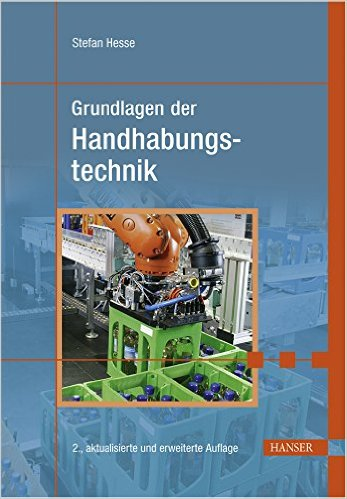 Stefan Hesse
Grundlagen der
Handhabungs-
technik
2., aktualisierte und erweiterte Auflage
HANSER